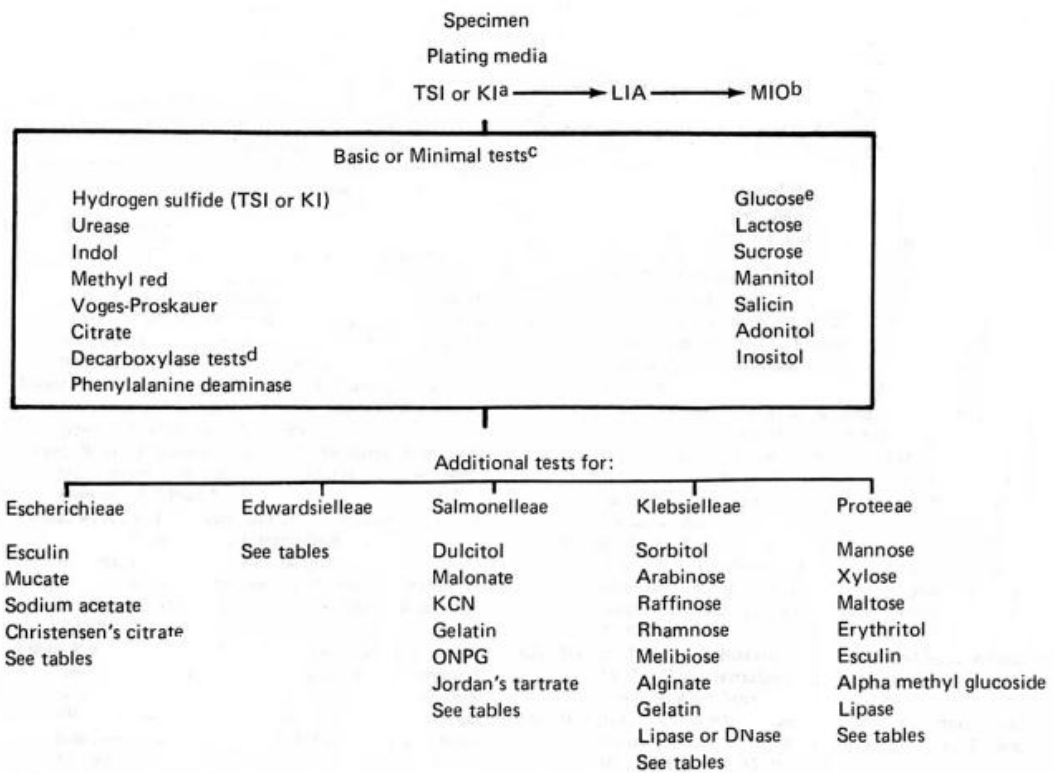 Specimen
Plating media
TSI or KIa → LIA → MIOb
Basic or Minimal testsc
Hydrogen sulfide (TSI or KI)
Urease
Indol
Methyl red
Voges-Proskauer
Citrate
Decarboxylase testsd
Phenylalanine deaminase
Glucosee
Lactose
Sucrose
Mannitol
Salicin
Adonitol
Inositol
Additional tests for:
Escherichieae
Esculin
Mucate
Sodium acetate
Christensen's citrate
See tables
Edwardsielleae
See tables
Salmonelleae
Dulcitol
Malonate
KCN
Gelatin
ONPG
Jordan's tartrate
See tables
Klebsielleae
Sorbitol
Arabinose
Raffinose
Rhamnose
Melibiose
Alginate
Gelatin
Lipase or DNase
See tables
Proteeae
Mannose
Xylose
Maltose
Erythritol
Esculin
Alpha methyl glucoside
Lipase
See tables